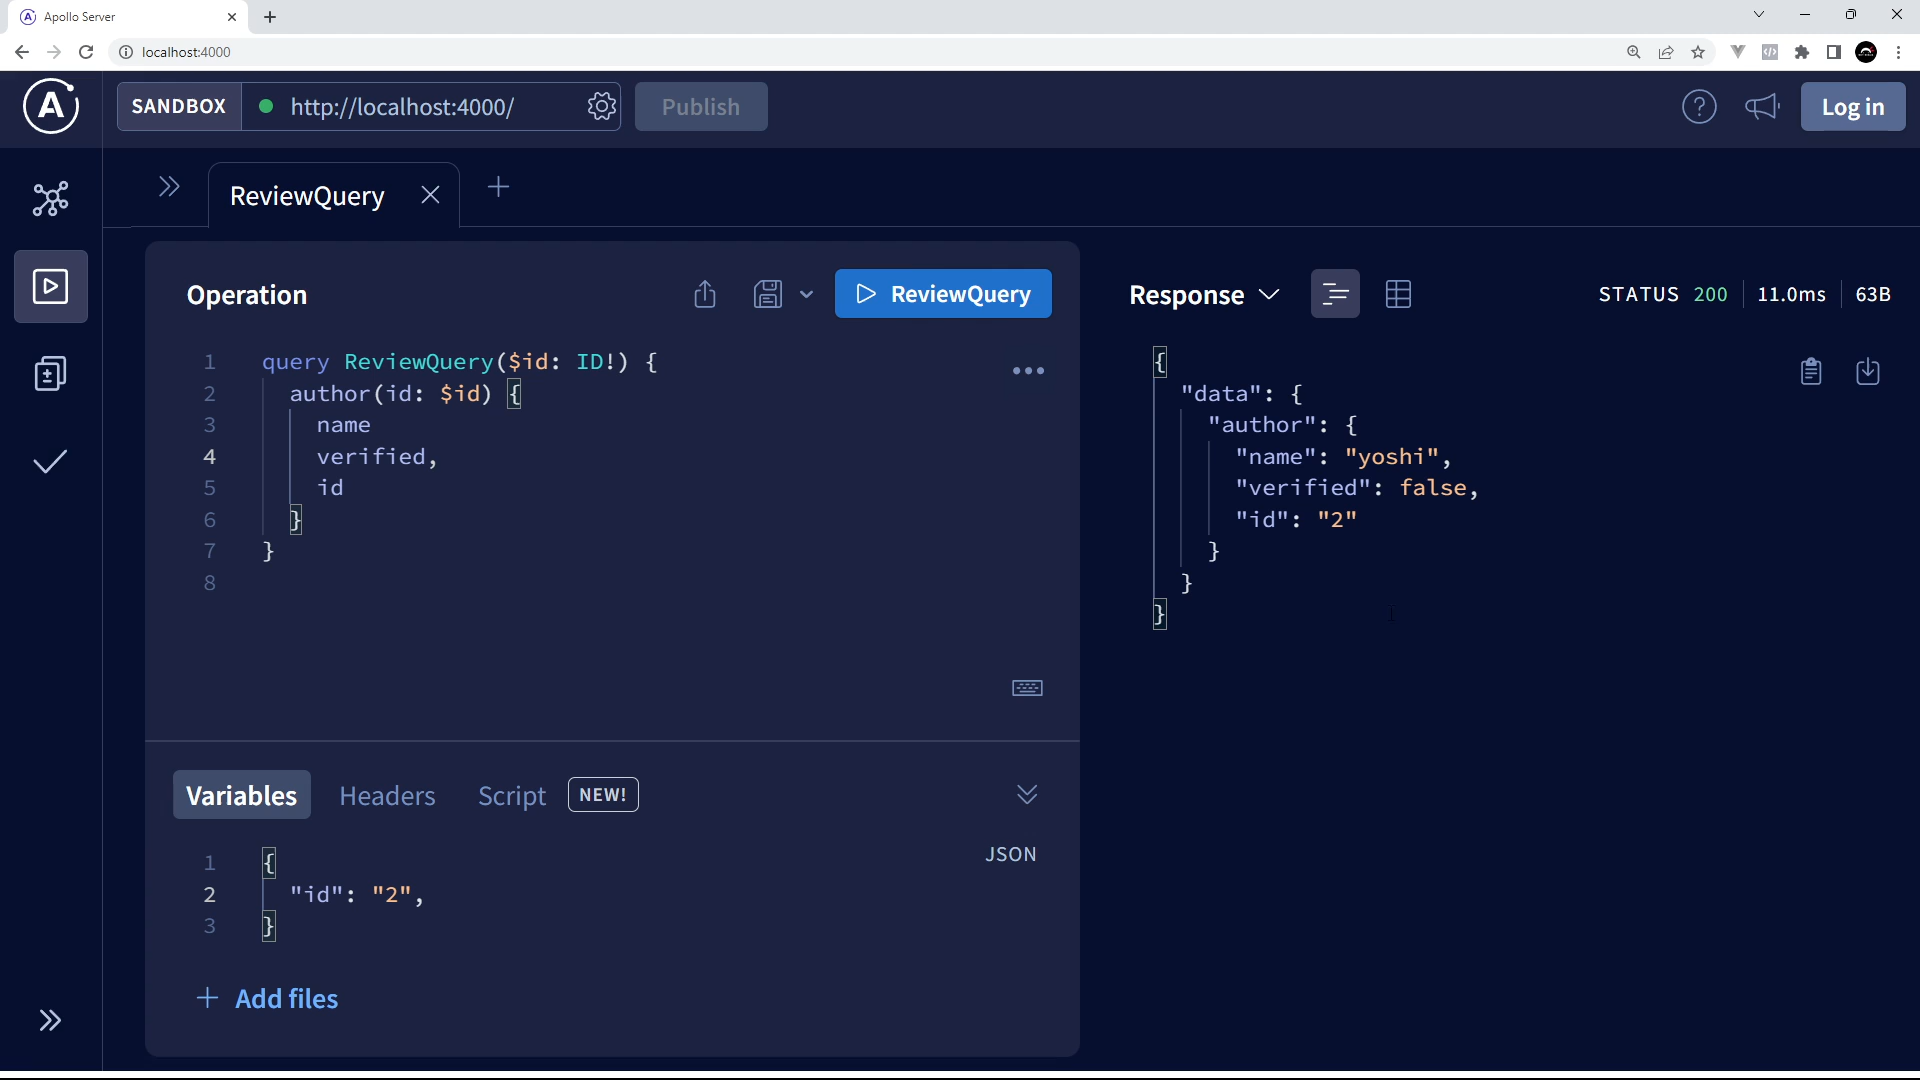 Apollo Server
localhost:4000
SANDBOX http://localhost:4000/ Publish Log in
ReviewQuery
Operation ReviewQuery
1 query ReviewQuery($id: ID!) {
2 author(id: $id) {
3 name
4 verified,
5 id
6 }
7 }
8
Variables Headers Script NEW!
JSON
1 {
2 "id": "2",
3 }
Add files
Response STATUS 200 11.0ms 63B
{
"data": {
"author": {
"name": "yoshi",
"verified": false,
"id": "2"
}
}
}